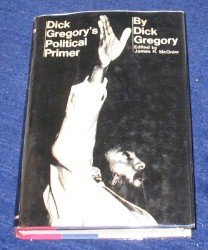 Dick
Gregory's
Political
Primer
By
Dick
Gregory
Edited by
James R. McGraw